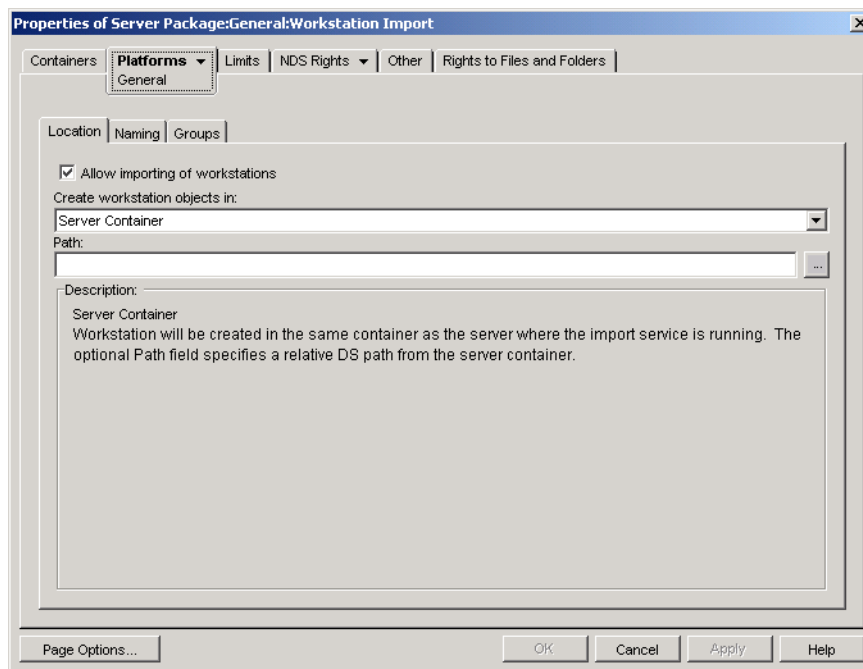 Properties of Server Package:General:Workstation Import
Containers Platforms Limits NDS Rights Other Rights to Files and Folders
General
Location Naming Groups
Allow importing of workstations
Create workstation objects in:
Server Container
Path:
...
Description:
Server Container
Workstation will be created in the same container as the server where the import service is running. The
optional Path field specifies a relative DS path from the server container.
Page Options... OK Cancel Apply Help